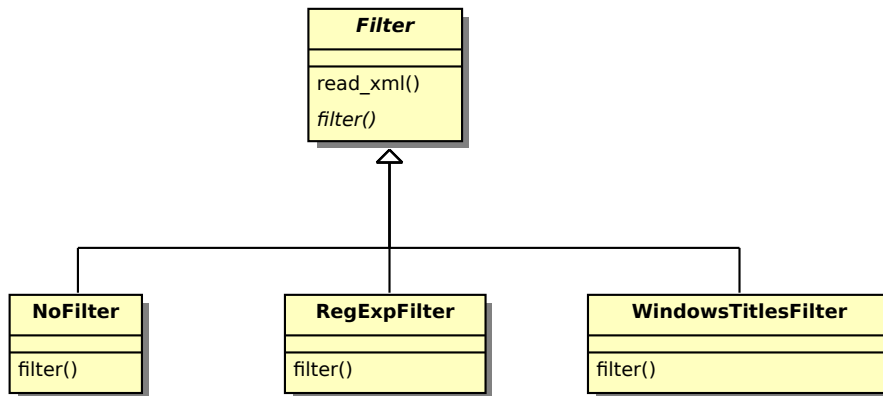 Filter
read_xml()
filter()
NoFilter
filter()
RegExpFilter
filter()
WindowsTitlesFilter
filter()